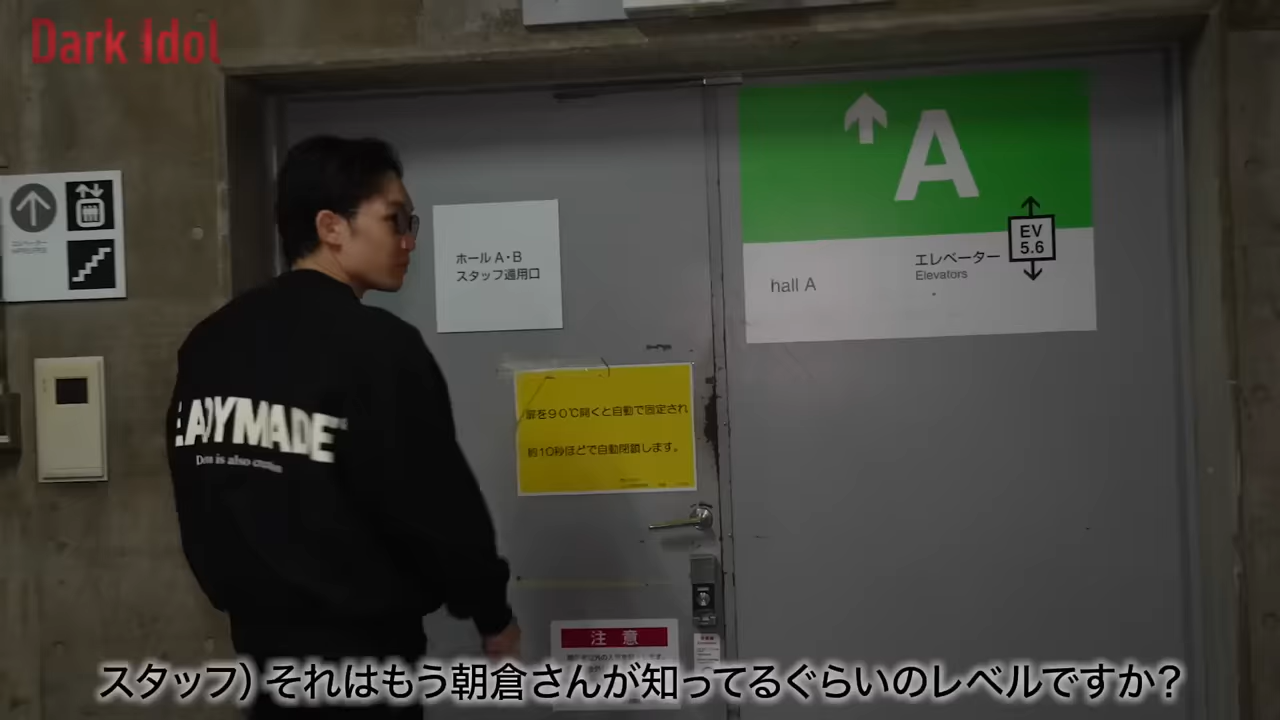 Dark Idol
A
ホール A・B
スタッフ通用口
EV
5.6
エレベーター
Elevators
hall A
扉を90℃開くと自動で固定され
約10秒ほどで自動閉鎖します。
EADYMADE
注意
スタッフ）それはもう朝倉さんが知ってるぐらいのレベルですか？